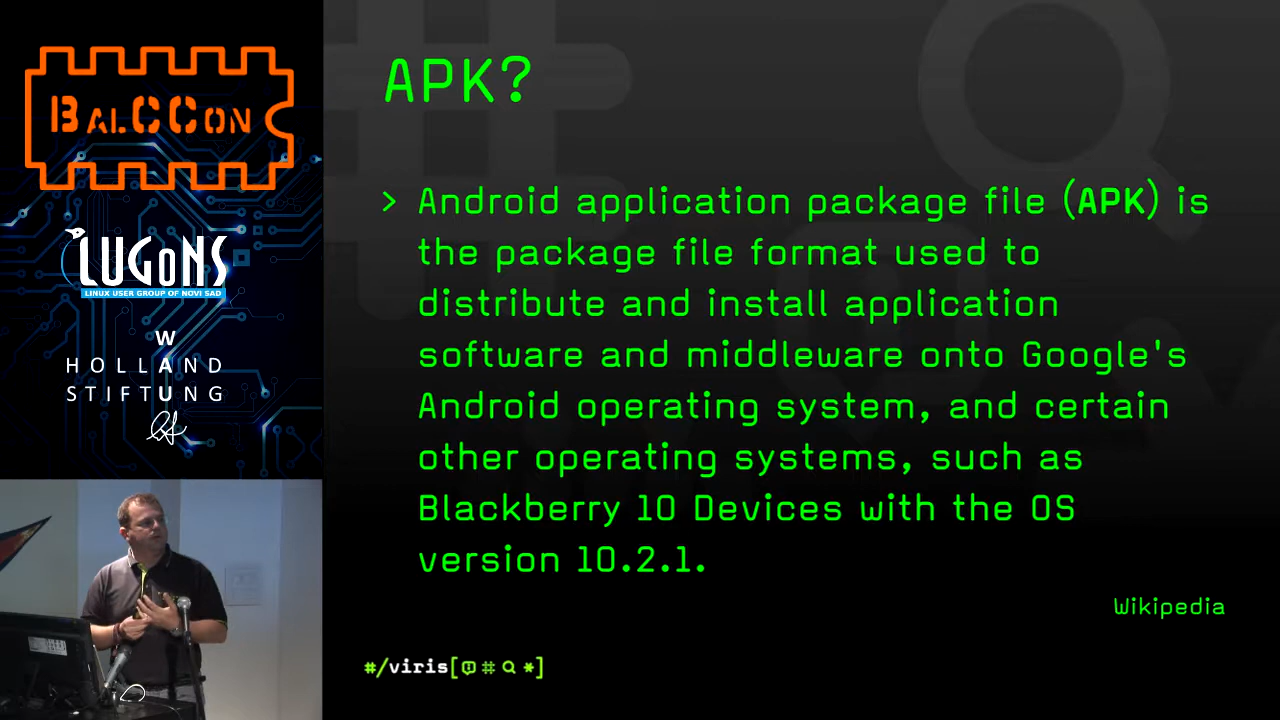 BALCCON
LUGoNS
LINUX USER GROUP OF NOVI SAD
W
HOLLAND
STIFTUNG
APK?
> Android application package file (APK) is
the package file format used to
distribute and install application
software and middleware onto Google's
Android operating system, and certain
other operating systems, such as
Blackberry 10 Devices with the OS
version 10.2.1.
Wikipedia
#/viris[ # *]